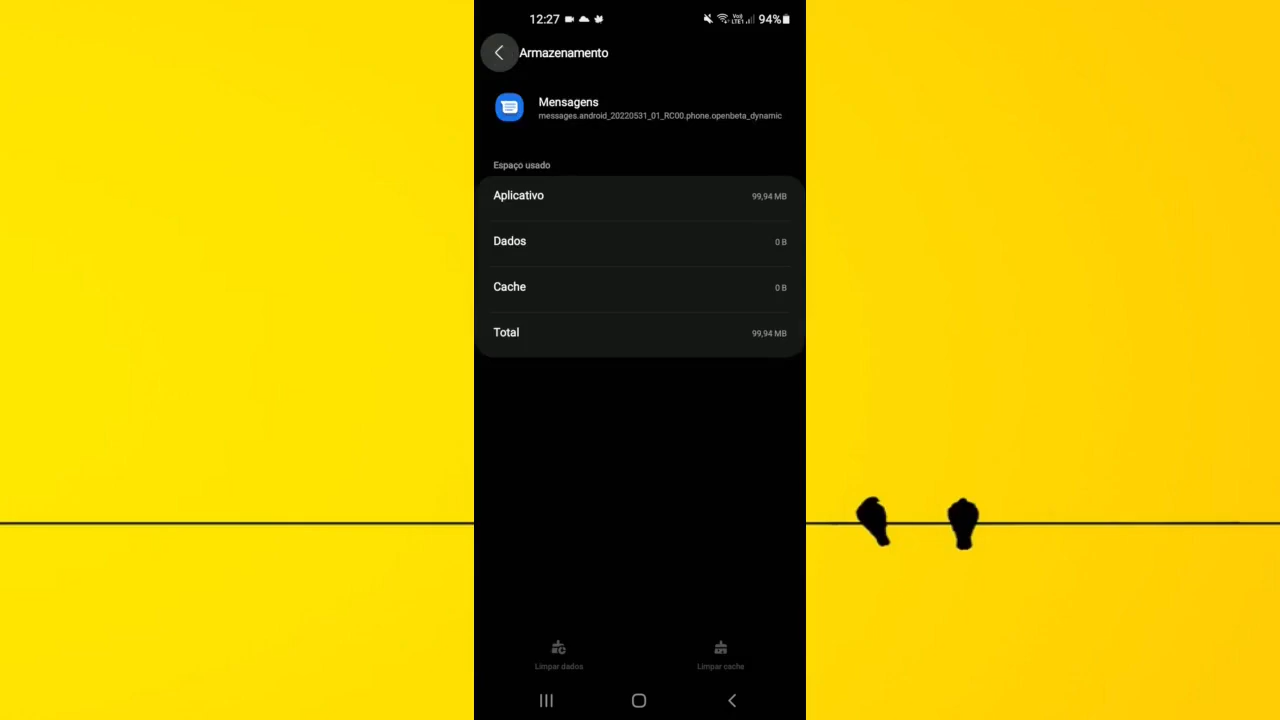 12:27 94%
Armazenamento
Mensagens
messages.android_20220531_01_RC00.phone.openbeta_dynamic
Espaço usado
Aplicativo 99,94 MB
Dados 0 B
Cache 0 B
Total 99,94 MB
Limpar dados Limpar cache